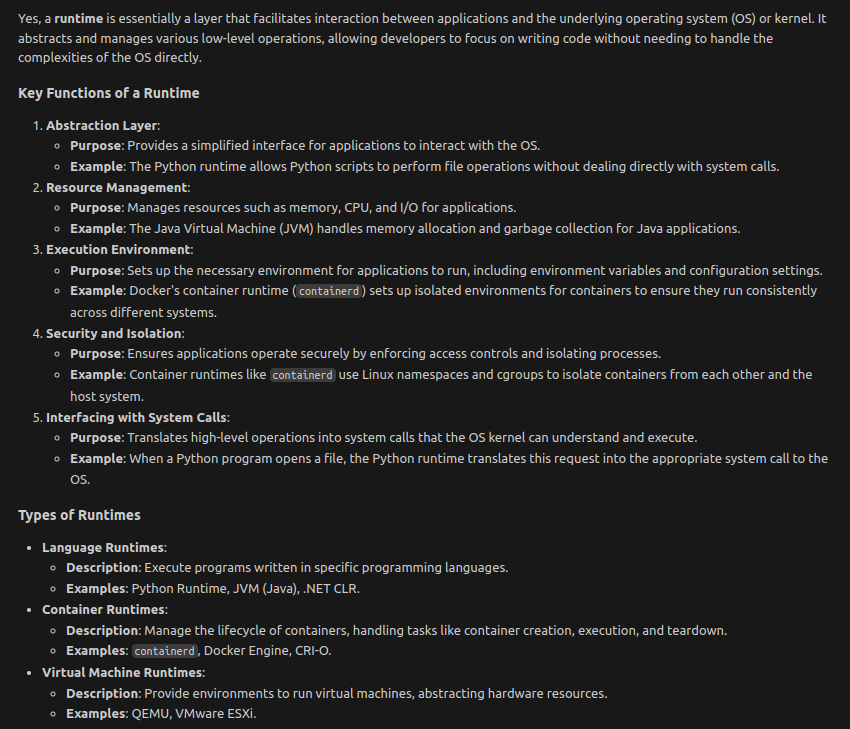 Yes, a runtime is essentially a layer that facilitates interaction between applications and the underlying operating system (OS) or kernel. It
abstracts and manages various low-level operations, allowing developers to focus on writing code without needing to handle the
complexities of the OS directly.
Key Functions of a Runtime
1. Abstraction Layer:
Purpose: Provides a simplified interface for applications to interact with the OS.
Example: The Python runtime allows Python scripts to perform file operations without dealing directly with system calls.
2. Resource Management:
Purpose: Manages resources such as memory, CPU, and I/O for applications.
Example: The Java Virtual Machine (JVM) handles memory allocation and garbage collection for Java applications.
3. Execution Environment:
Purpose: Sets up the necessary environment for applications to run, including environment variables and configuration settings.
Example: Docker's container runtime (containerd) sets up isolated environments for containers to ensure they run consistently
across different systems.
4. Security and Isolation:
Purpose: Ensures applications operate securely by enforcing access controls and isolating processes.
Example: Container runtimes like containerd use Linux namespaces and cgroups to isolate containers from each other and the
host system.
5. Interfacing with System Calls:
Purpose: Translates high-level operations into system calls that the OS kernel can understand and execute.
Example: When a Python program opens a file, the Python runtime translates this request into the appropriate system call to the
OS.
Types of Runtimes
Language Runtimes:
Description: Execute programs written in specific programming languages.
Examples: Python Runtime, JVM (Java), .NET CLR.
Container Runtimes:
Description: Manage the lifecycle of containers, handling tasks like container creation, execution, and teardown.
Examples: containerd, Docker Engine, CRI-O.
Virtual Machine Runtimes:
Description: Provide environments to run virtual machines, abstracting hardware resources.
Examples: QEMU, VMware ESXi.